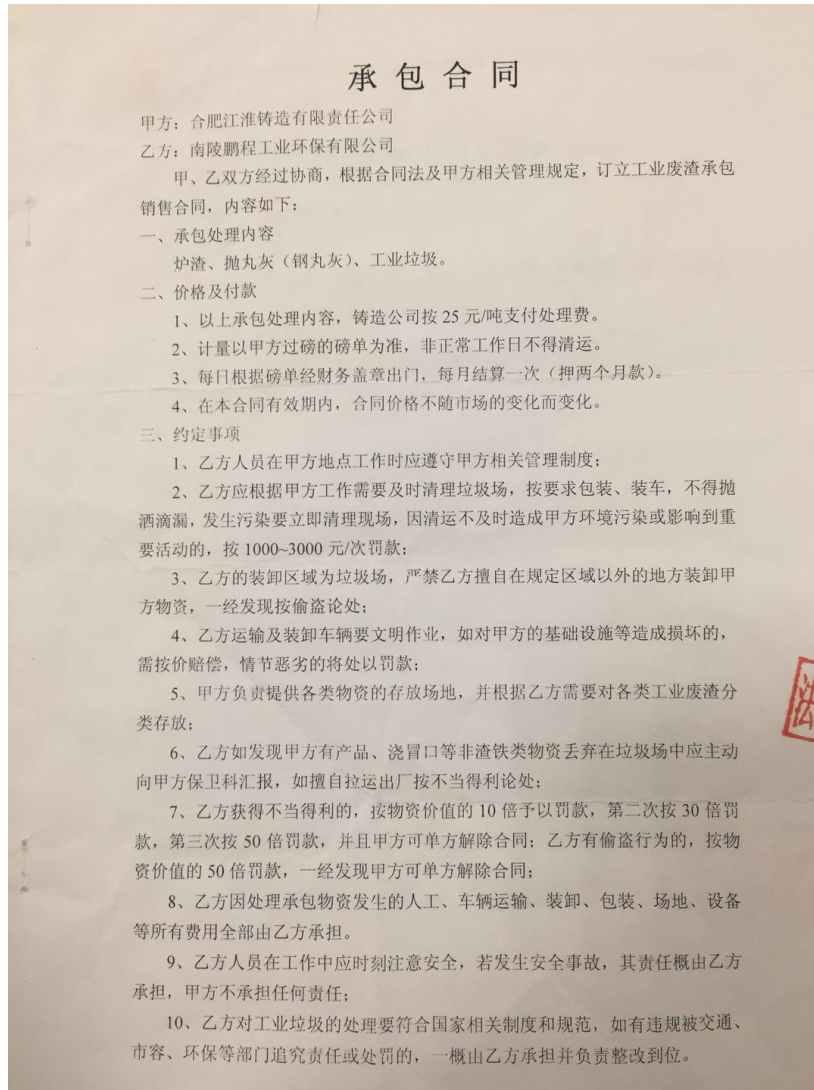 承包合同
甲方：合肥江淮铸造有限责任公司
乙方：南陵鹏程工业环保有限公司
甲、乙双方经过协商，根据合同法及甲方相关管理规定，订立工业废渣承包
销售合同，内容如下：
一、承包处理内容
炉渣、抛丸灰（钢丸灰）、工业垃圾。
二、价格及付款
1、以上承包处理内容，铸造公司按 25 元/吨支付处理费。
2、计量以甲方过磅的磅单为准，非正常工作日不得清运。
3、每日根据磅单经财务盖章出门，每月结算一次（押两个月款）。
4、在本合同有效期内，合同价格不随市场的变化而变化。
三、约定事项
1、乙方人员在甲方地点工作时应遵守甲方相关管理制度；
2、乙方应根据甲方工作需要及时清理垃圾场，按要求包装、装车，不得抛
洒滴漏，发生污染要立即清理现场，因清运不及时造成甲方环境污染或影响到重
要活动的，按 1000~3000 元/次罚款；
3、乙方的装卸区域为垃圾场，严禁乙方擅自在规定区域以外的地方装卸甲
方物资，一经发现按偷盗论处；
4、乙方运输及装卸车辆要文明作业，如对甲方的基础设施等造成损坏的，
需按价赔偿，情节恶劣的将处以罚款；
5、甲方负责提供各类物资的存放场地，并根据乙方需要对各类工业废渣分
类存放；
6、乙方如发现甲方有产品、浇冒口等非渣铁类物资丢弃在垃圾场中应主动
向甲方保卫科汇报，如擅自拉运出厂按不当得利论处；
7、乙方获得不当得利的，按物资价值的 10 倍予以罚款，第二次按 30 倍罚
款，第三次按 50 倍罚款，并且甲方可单方解除合同；乙方有偷盗行为的，按物
资价值的 50 倍罚款，一经发现甲方可单方解除合同；
8、乙方因处理承包物资发生的人工、车辆运输、装卸、包装、场地、设备
等所有费用全部由乙方承担。
9、乙方人员在工作中应时刻注意安全，若发生安全事故，其责任概由乙方
承担，甲方不承担任何责任；
10、乙方对工业垃圾的处理要符合国家相关制度和规范，如有违规被交通、
市容、环保等部门追究责任或处罚的，一概由乙方承担并负责整改到位。
法